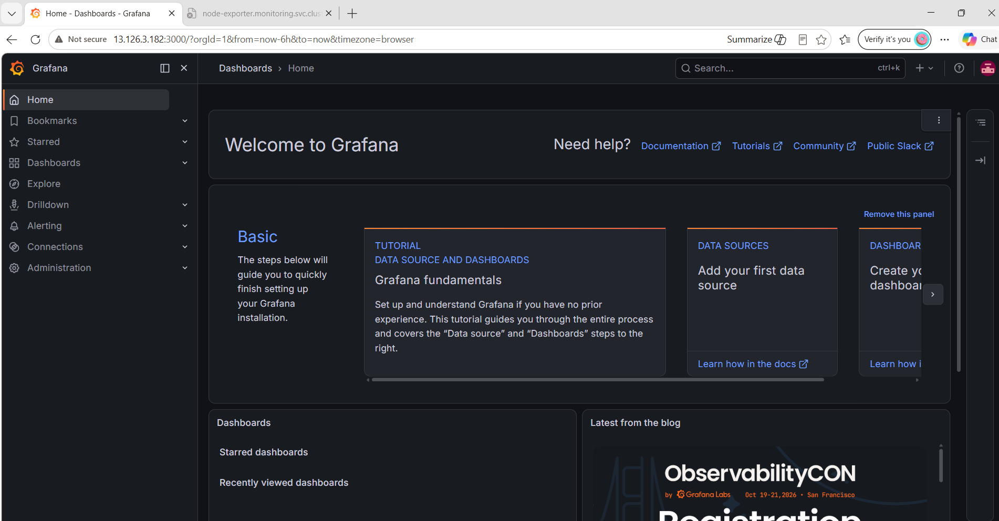 Home - Dashboards - Grafana
node-exporter.monitoring.svc.clus
Not secure
13.126.3.182:3000/?orgId=1&from=now-6h&to=now&timezone=browser
Summarize
Verify it's you
Chat
Grafana
Dashboards › Home
Search...
ctrl+k
Home
Bookmarks
Starred
Dashboards
Explore
Drilldown
Alerting
Connections
Administration
Welcome to Grafana
Need help?
Documentation
Tutorials
Community
Public Slack
Remove this panel
Basic
The steps below will
guide you to quickly
finish setting up
your Grafana
installation.
TUTORIAL
DATA SOURCE AND DASHBOARDS
Grafana fundamentals
Set up and understand Grafana if you have no prior
experience. This tutorial guides you through the entire process
and covers the “Data source” and “Dashboards” steps to the
right.
DATA SOURCES
Add your first data
source
Learn how in the docs
DASHBOAR
Create yo
dashboar
Learn how i
Dashboards
Starred dashboards
Recently viewed dashboards
Latest from the blog
ObservabilityCON
by Grafana Labs
Oct 19-21,2026 • San Francisco
Registration